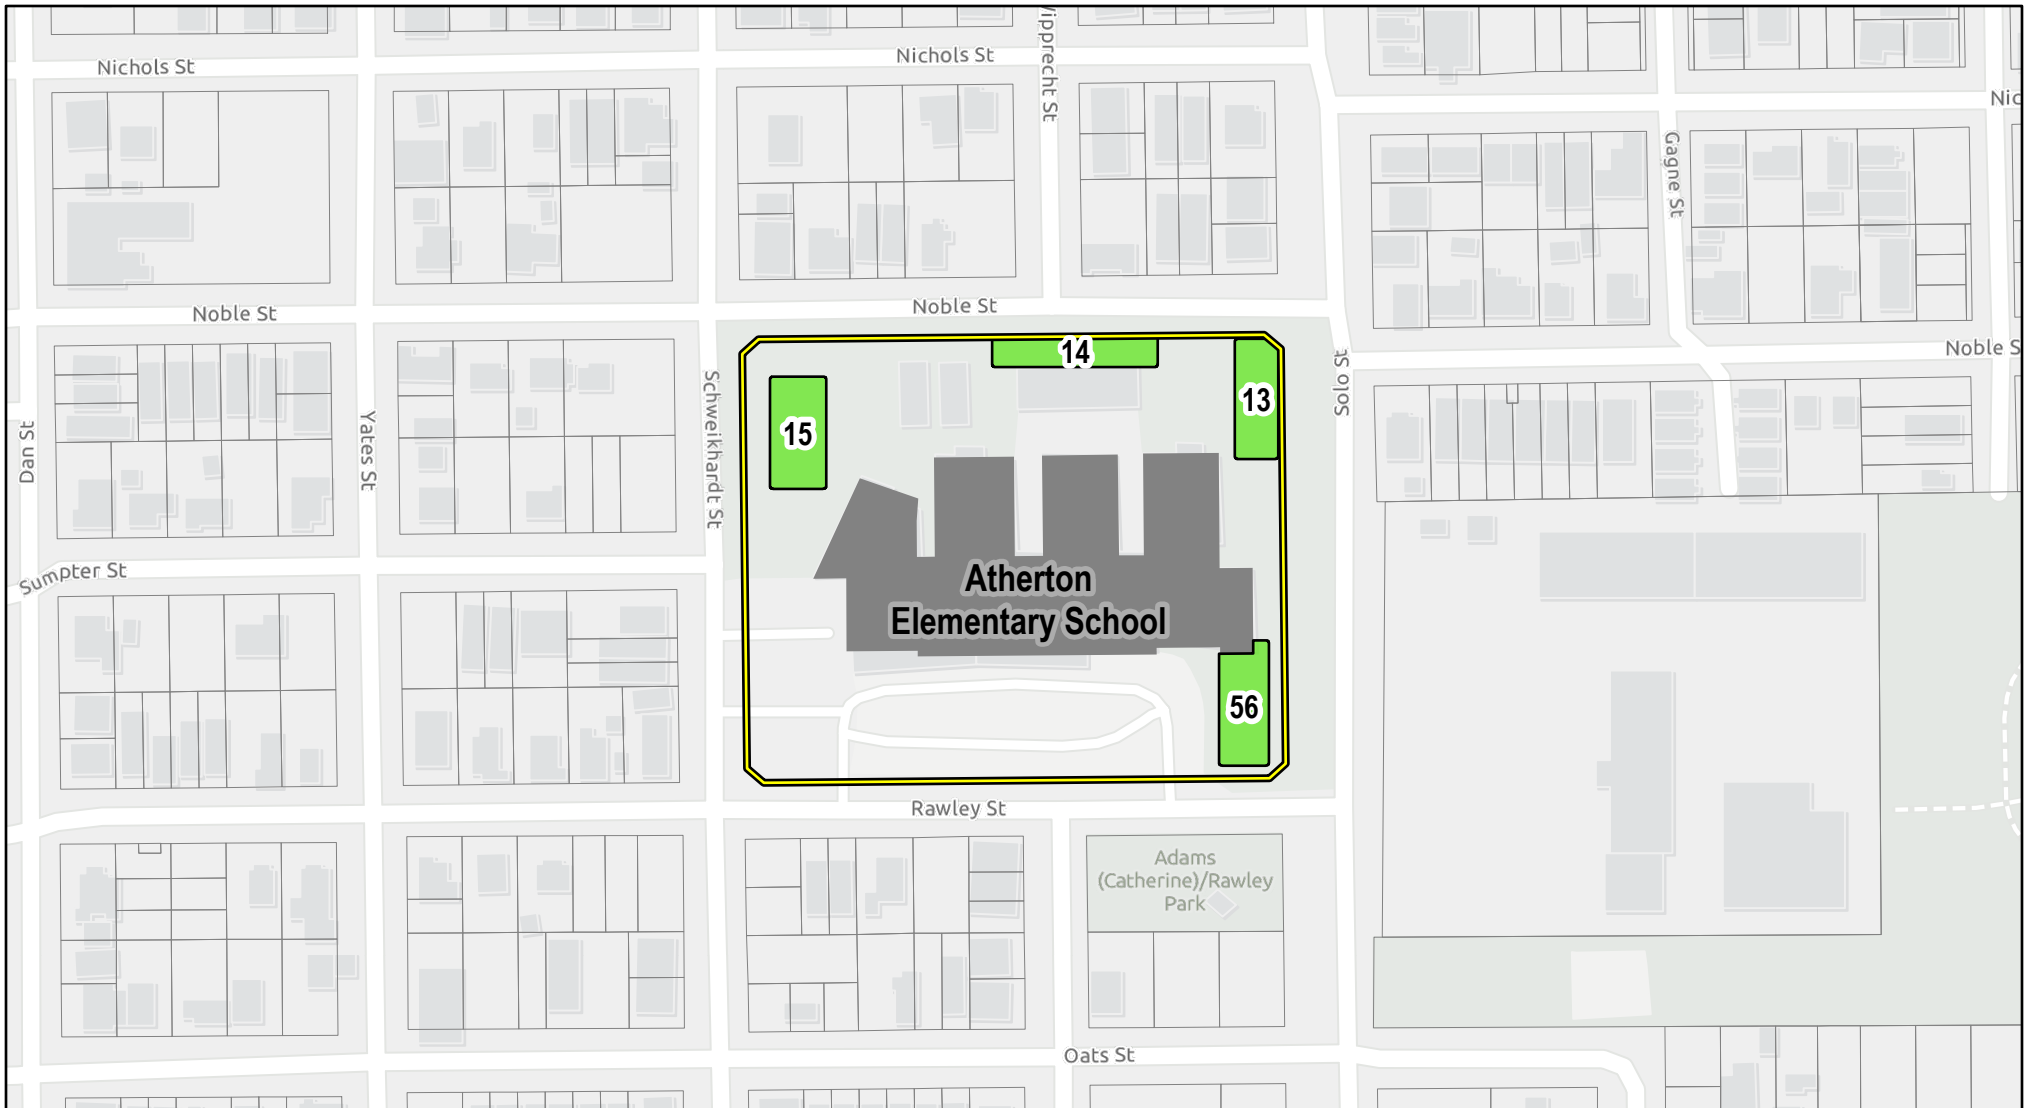 Nichols St
Nichols St
Nic
Gagne St
Noble St
Noble St
Noble S
14
13
15
Solo St
Schweikhardt St
Yates St
Dan St
Sumpter St
Atherton
Elementary School
56
Rawley St
Adams
(Catherine)/Rawley
Park
Oats St